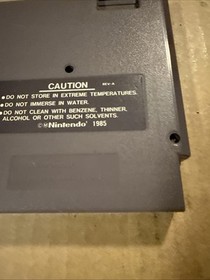 CAUTION
REV-A
•DO NOT STORE IN EXTREME TEMPERATURES.
•DO NOT IMMERSE IN WATER.
•DO NOT CLEAN WITH BENZENE, THINNER,
ALCOHOL OR OTHER SUCH SOLVENTS.
©Nintendo® 1985